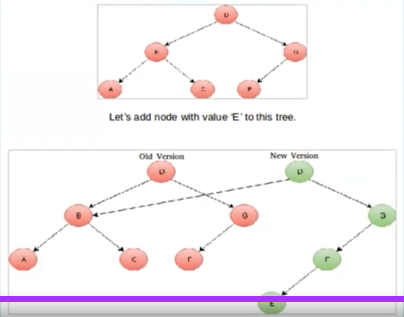 D
A
Let's add node with value 'E' to this tree.
Old Version
New Version
D
D
B
G
A
C
E